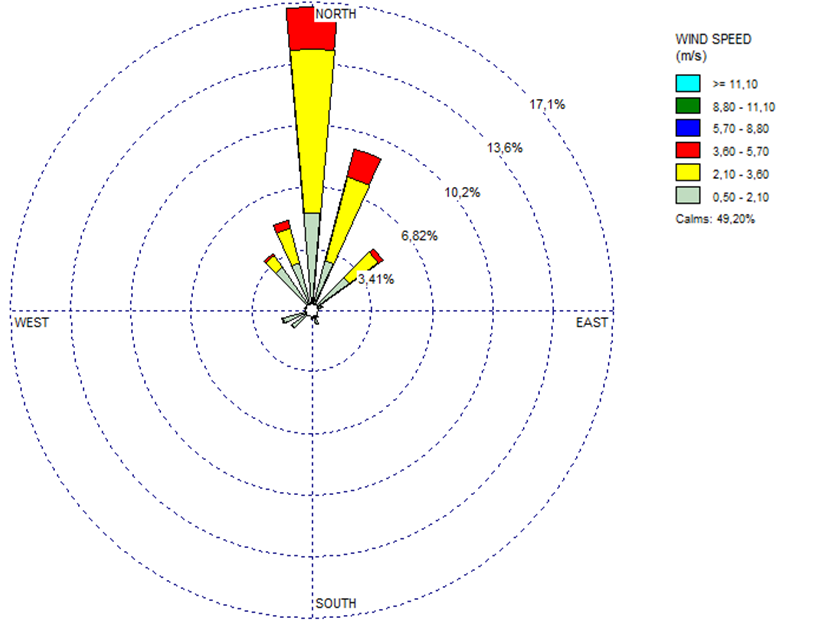 NORTH
17,1%
13,6%
10,2%
6,82%
3,41%
WEST
EAST
SOUTH
WIND SPEED
(m/s)
>= 11,10
8,80 - 11,10
5,70 - 8,80
3,60 - 5,70
2,10 - 3,60
0,50 - 2,10
Calms: 49,20%